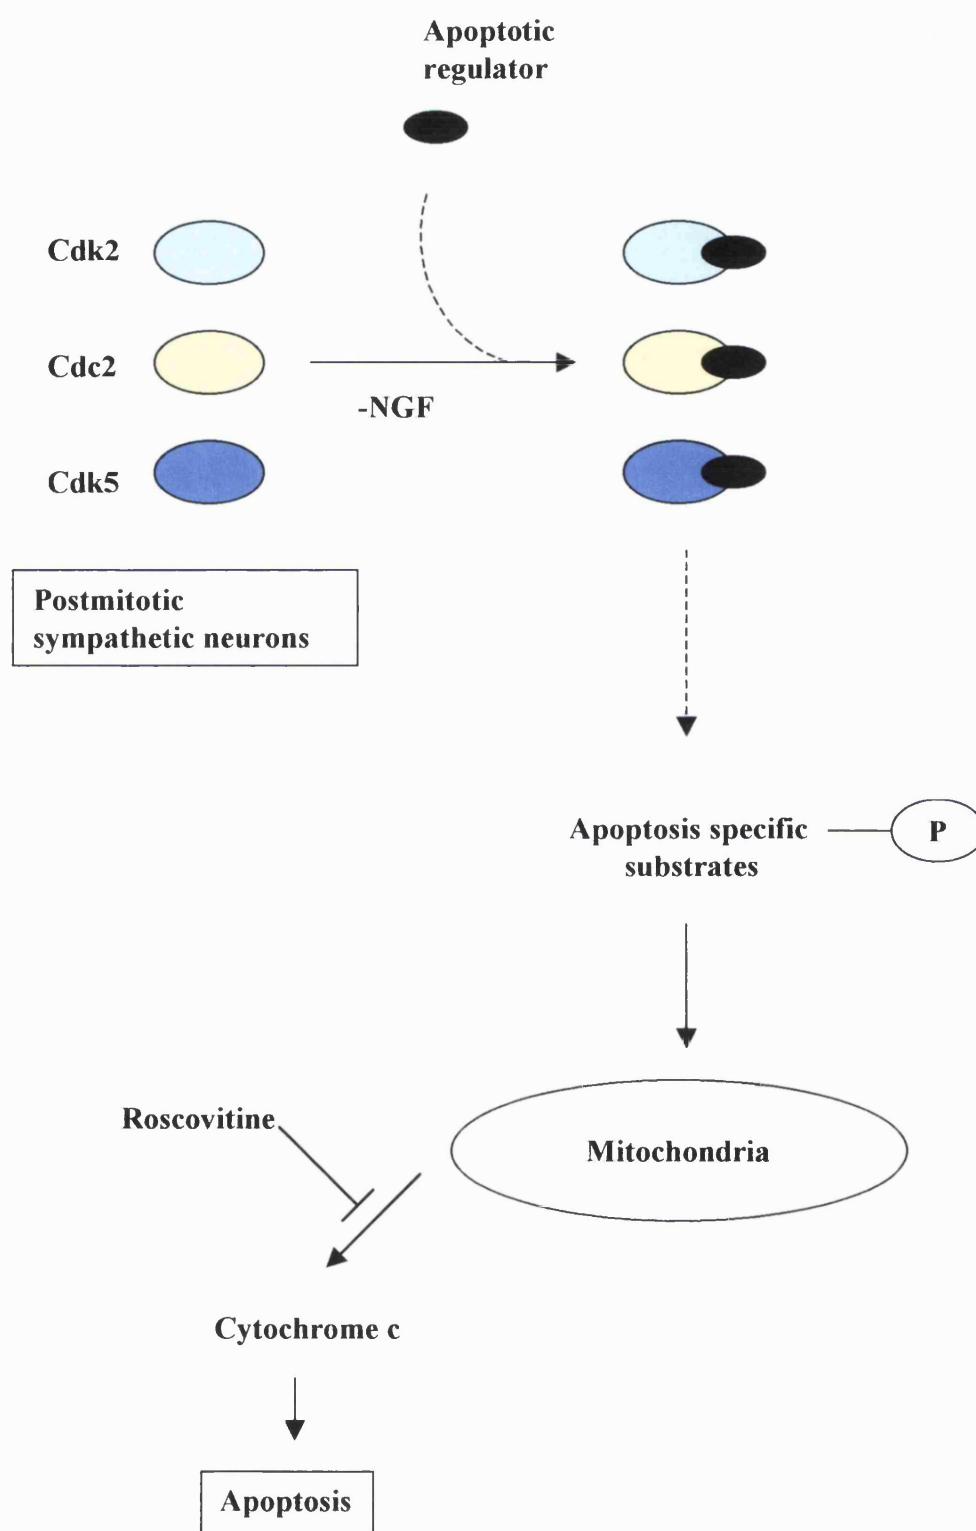 Apoptotic
regulator
Cdk2
Cdc2
-NGF
Cdk5
Postmitotic
sympathetic neurons
Apoptosis specific
substrates
P
Roscovitine
Mitochondria
Cytochrome c
Apoptosis